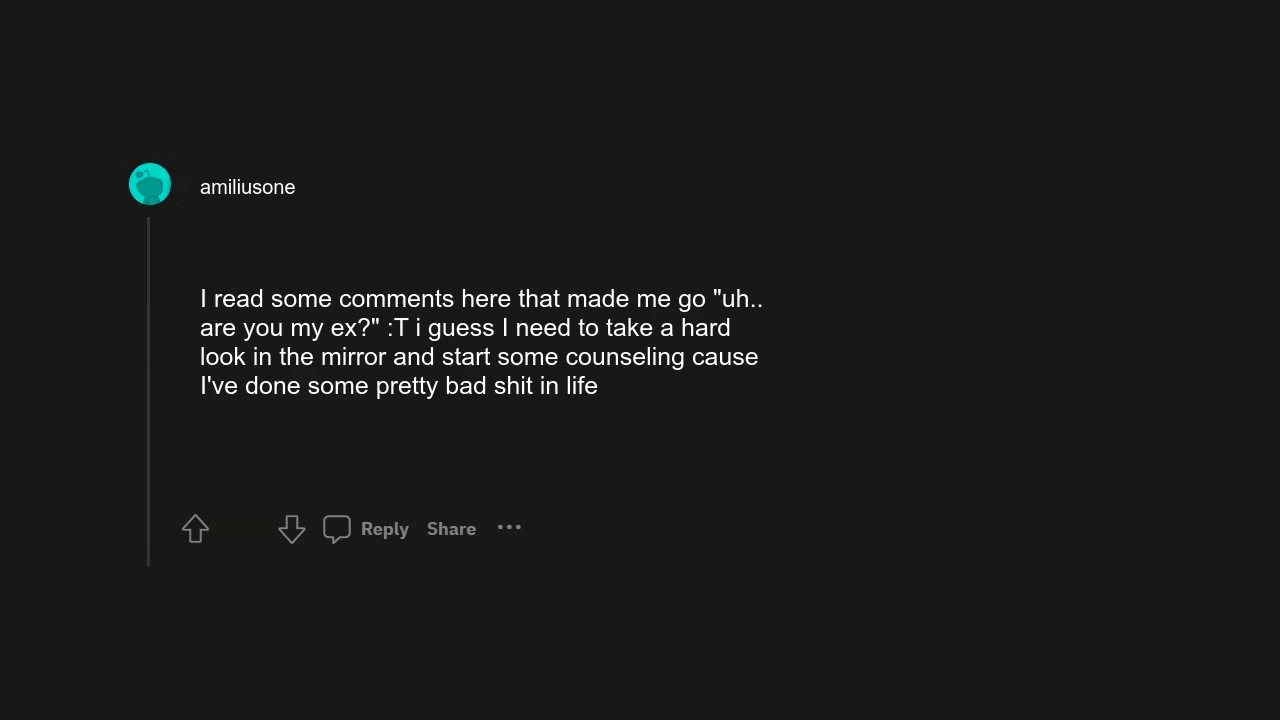 amiliusone
I read some comments here that made me go "uh..
are you my ex?" :T i guess I need to take a hard
look in the mirror and start some counseling cause
I've done some pretty bad shit in life
Reply Share